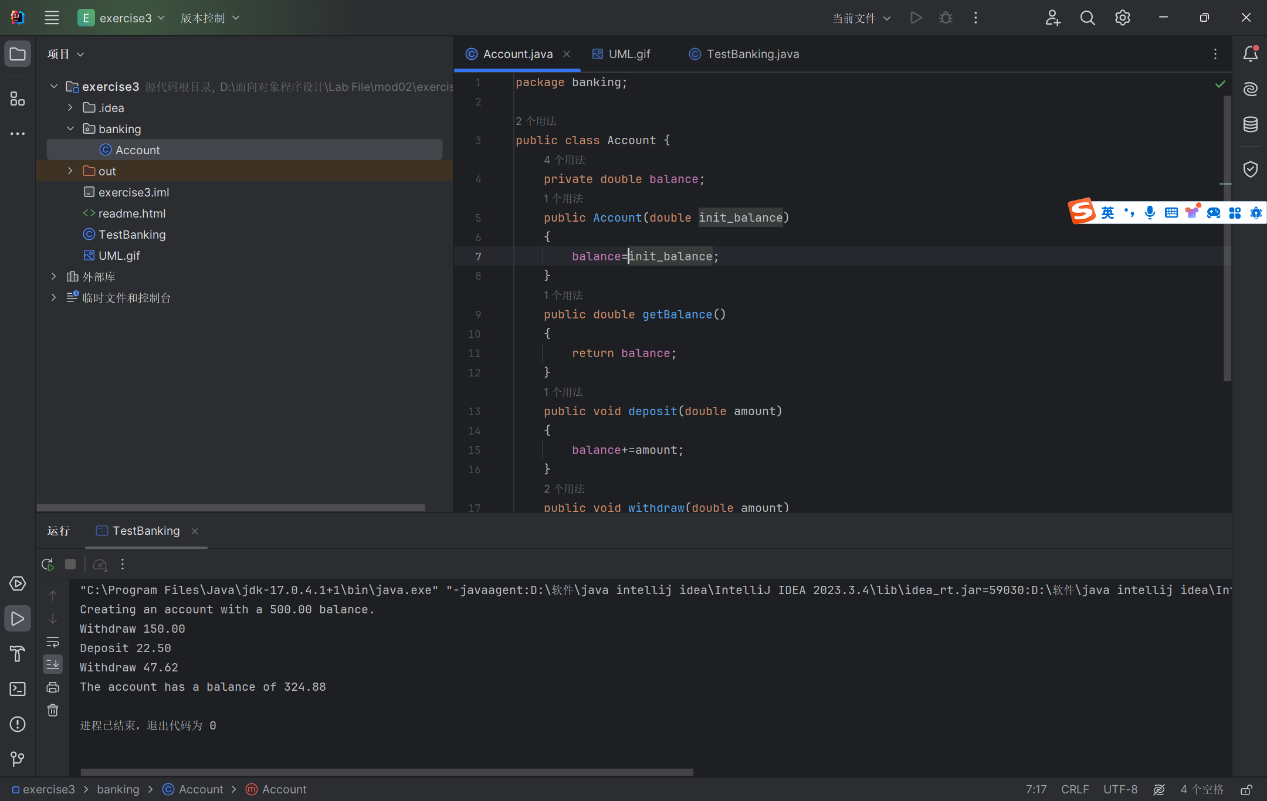 E exercise3 版本控制 当前文件
项目
Account.java UML.gif TestBanking.java
exercise3 源代码根目录, D:\面向对象程序设计\Lab File\mod02\exercis
.idea
banking
Account
out
exercise3.iml
readme.html
TestBanking
UML.gif
外部库
临时文件和控制台
1 package banking;
2
2 个用法
3 public class Account {
4 个用法
4 private double balance;
1 个用法
5 public Account(double init_balance)
6 {
7 balance=init_balance;
8 }
1 个用法
9 public double getBalance()
10 {
11 return balance;
12 }
1 个用法
13 public void deposit(double amount)
14 {
15 balance+=amount;
16 }
2 个用法
17 public void withdraw(double amount)
S 英
运行 TestBanking
"C:\Program Files\Java\jdk-17.0.4.1+1\bin\java.exe" "-javaagent:D:\软件\java intellij idea\IntelliJ IDEA 2023.3.4\lib\idea_rt.jar=59030:D:\软件\java intellij idea\Int
Creating an account with a 500.00 balance.
Withdraw 150.00
Deposit 22.50
Withdraw 47.62
The account has a balance of 324.88
进程已结束，退出代码为 0
exercise3 > banking > Account > Account 7:17 CRLF UTF-8 4 个空格